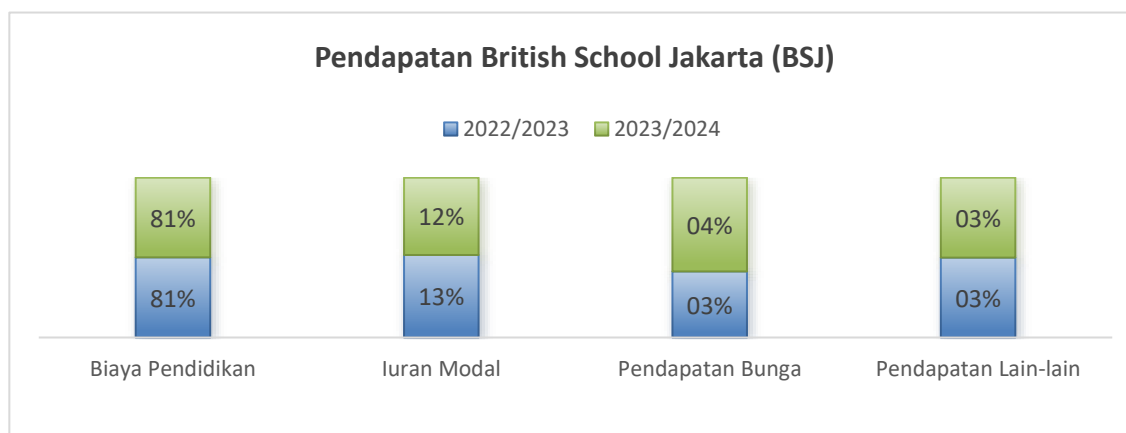 Pendapatan British School Jakarta (BSJ)
2022/2023 2023/2024
81% 12% 04% 03%
81% 13% 03% 03%
Biaya Pendidikan Iuran Modal Pendapatan Bunga Pendapatan Lain-lain